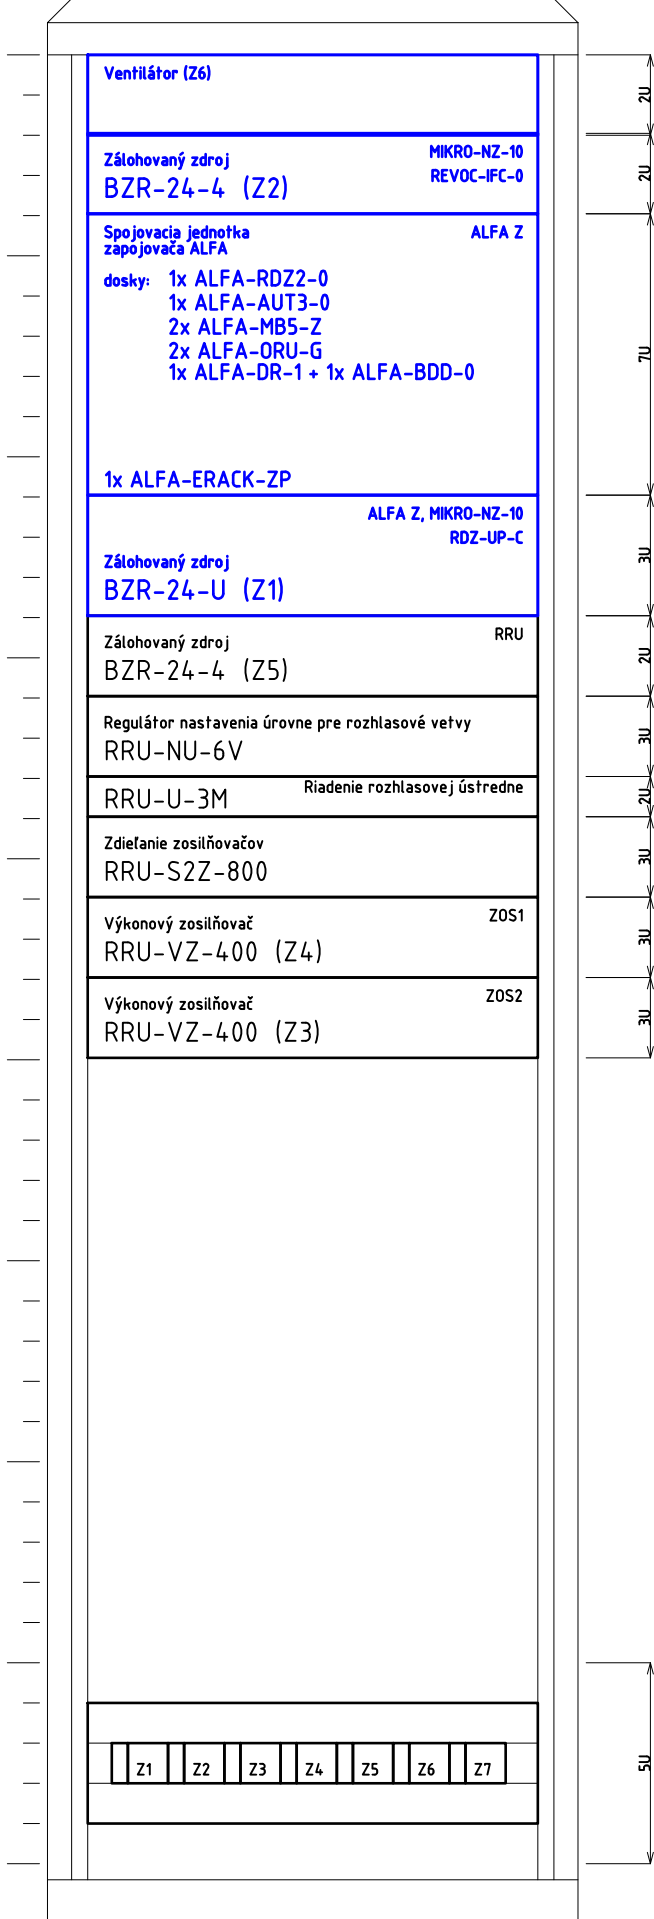 Ventilátor (Z6)
2U
Zálohovaný zdroj
MIKRO-NZ-10
BZR-24-4 (Z2)
REVOC-IFC-0
2U
Spojovacia jednotka
zapojovača ALFA
ALFA Z
dosky: 1x ALFA-RDZ2-0
1x ALFA-AUT3-0
2x ALFA-MB5-Z
2x ALFA-ORU-G
1x ALFA-DR-1 + 1x ALFA-BDD-0
7U
1x ALFA-ERACK-ZP
ALFA Z, MIKRO-NZ-10
RDZ-UP-C
Zálohovaný zdroj
BZR-24-U (Z1)
3U
Zálohovaný zdroj
RRU
BZR-24-4 (Z5)
2U
Regulátor nastavenia úrovne pre rozhlasové vetvy
RRU-NU-6V
3U
RRU-U-3M
Riadenie rozhlasovej ústredne
2U
Zdieľanie zosilňovačov
RRU-S2Z-800
3U
Výkonový zosilňovač
ZOS1
RRU-VZ-400 (Z4)
3U
Výkonový zosilňovač
ZOS2
RRU-VZ-400 (Z3)
3U
Z1 Z2 Z3 Z4 Z5 Z6 Z7
5U